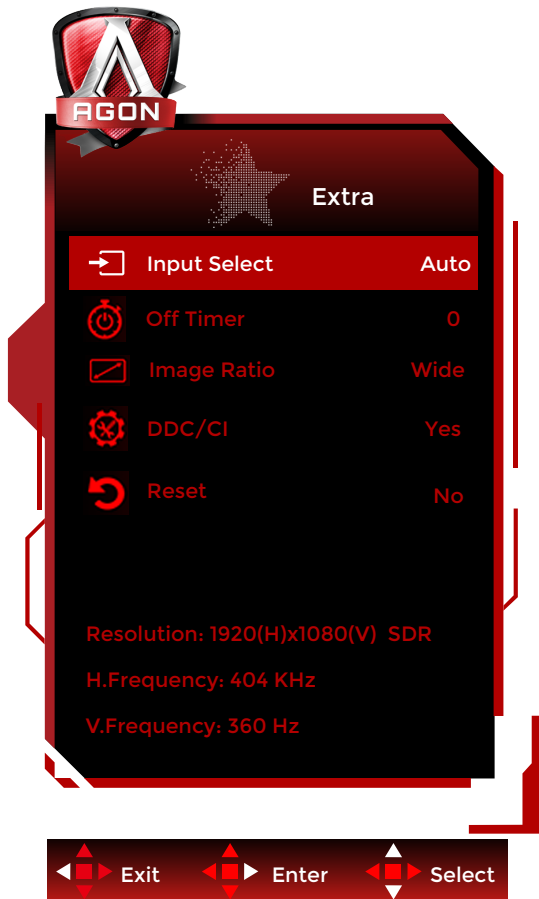 AGON
Extra
Input Select Auto
Off Timer 0
Image Ratio Wide
DDC/CI Yes
Reset No
Resolution: 1920(H)x1080(V) SDR
H.Frequency: 404 KHz
V.Frequency: 360 Hz
Exit Enter Select